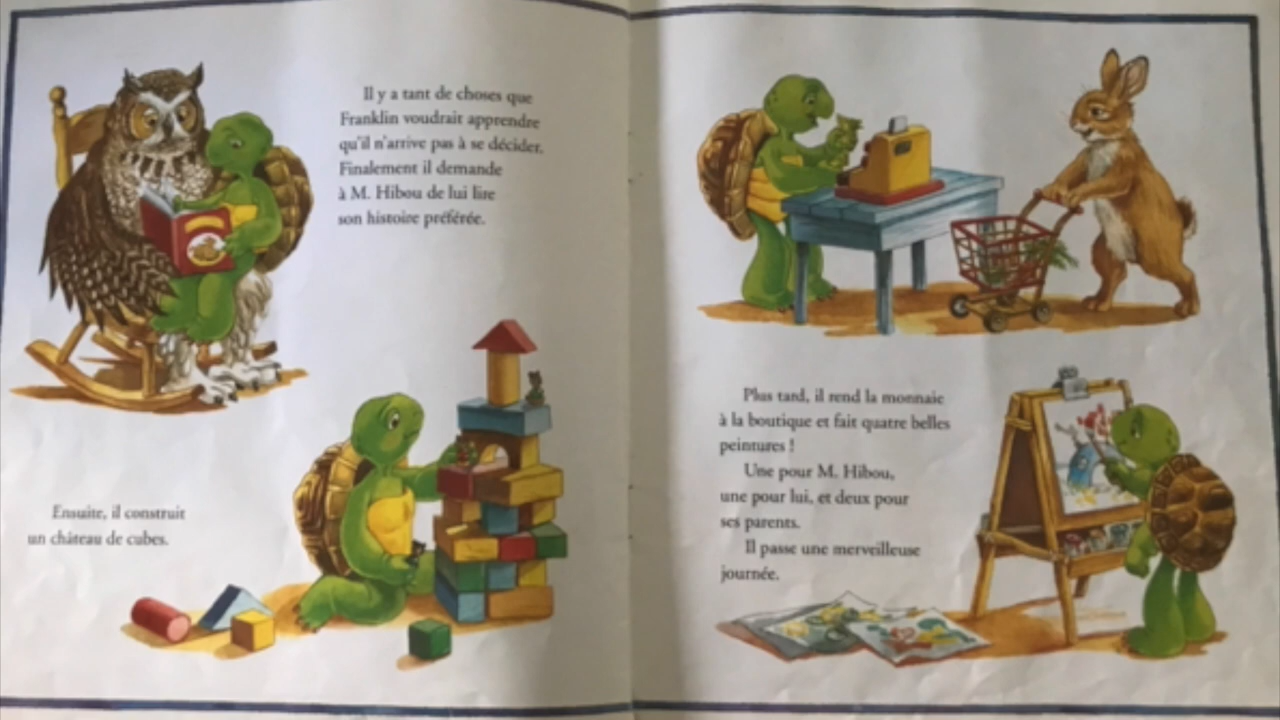 Il y a tant de choses que
Franklin voudrait apprendre
qu'il n'arrive pas à se décider.
Finalement il demande
à M. Hibou de lui lire
son histoire préférée.
Ensuite, il construit
un château de cubes.
Plus tard, il rend la monnaie
à la boutique et fait quatre belles
peintures !
Une pour M. Hibou,
une pour lui, et deux pour
ses parents.
Il passe une merveilleuse
journée.